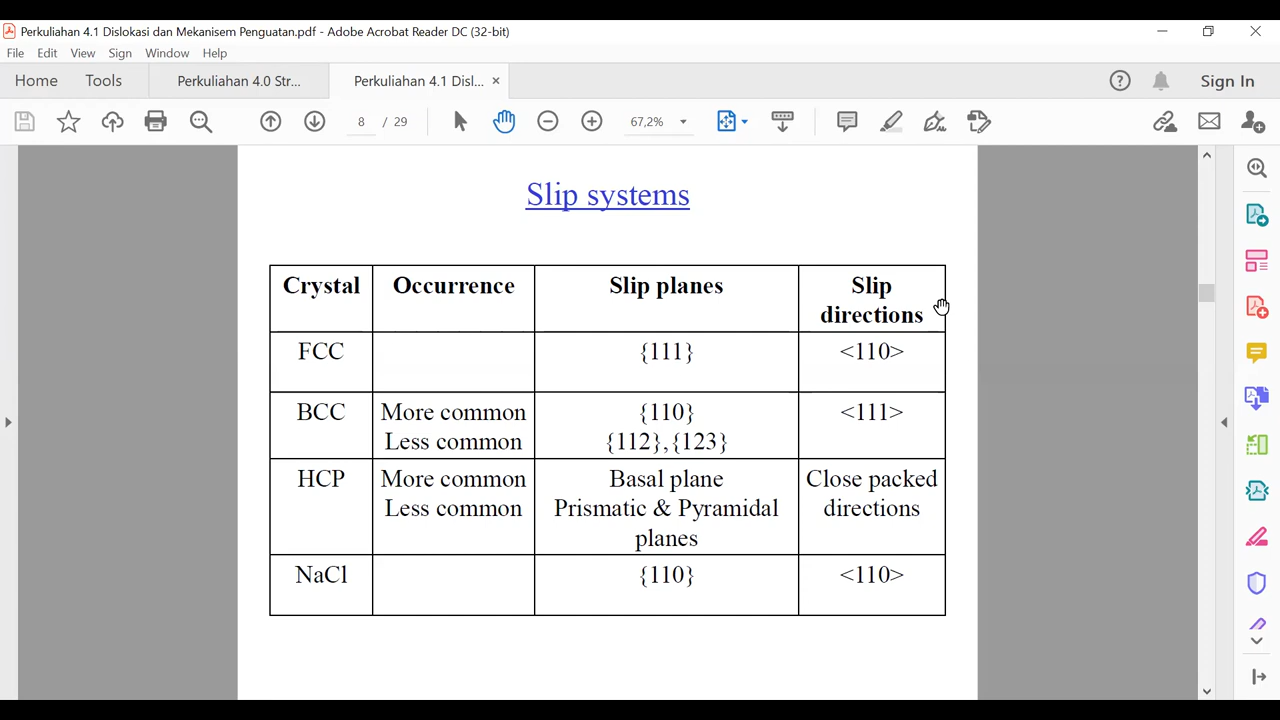 Perkuliahan 4.1 Dislokasi dan Mekanisem Penguatan.pdf - Adobe Acrobat Reader DC (32-bit)
File Edit View Sign Window Help
Home Tools Perkuliahan 4.0 Str... Perkuliahan 4.1 Disl... × Sign In
8 / 29 67,2%
Slip systems
Crystal Occurrence Slip planes Slip
directions
FCC {111} <110>
BCC More common {110} <111>
Less common {112}, {123}
HCP More common Basal plane Close packed
Less common Prismatic & Pyramidal directions
planes
NaCl {110} <110>